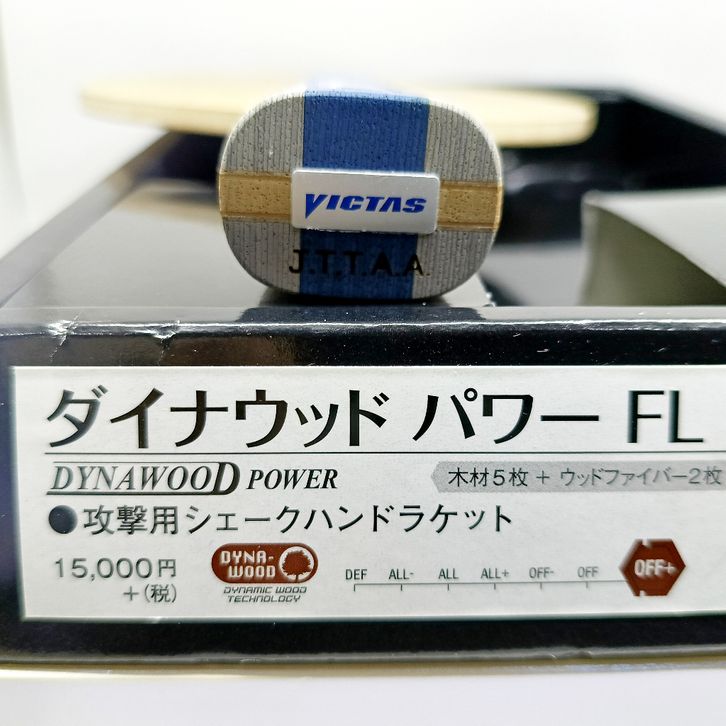 VICTAS
J.T.T.A.A.
ダイナウッド パワー FL
DYNAWOOD POWER
木材5枚 + ウッドファイバー2枚
●攻撃用シェークハンドラケット
15,000円
+(税)
DYNA-
WOOD
DYNAMIC WOOD
TECHNOLOGY
DEF ALL- ALL ALL+ OFF- OFF OFF+